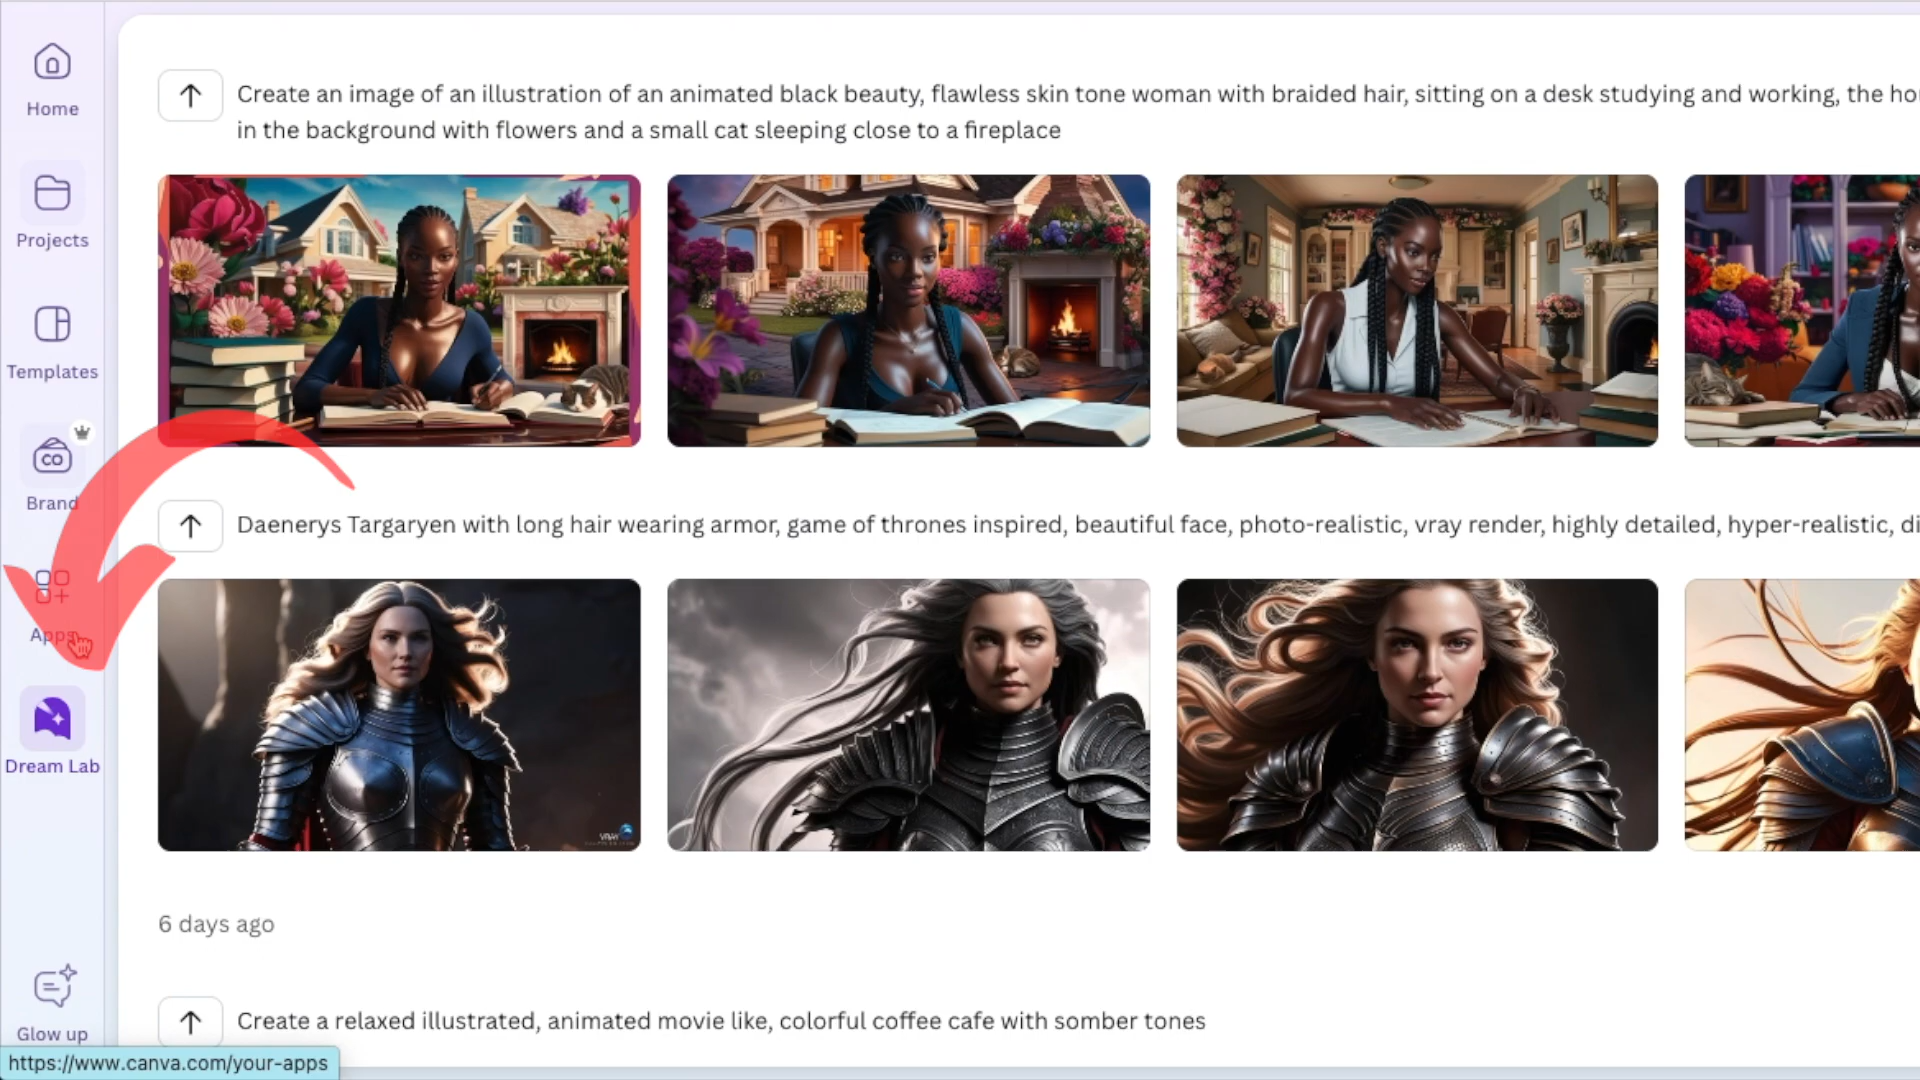 Home
Projects
Templates
CO
Brand
Apps
Dream Lab
Glow up
https://www.canva.com/your-apps
Create an image of an illustration of an animated black beauty, flawless skin tone woman with braided hair, sitting on a desk studying and working, the ho
in the background with flowers and a small cat sleeping close to a fireplace
Daenerys Targaryen with long hair wearing armor, game of thrones inspired, beautiful face, photo-realistic, vray render, highly detailed, hyper-realistic, di
VRAY
6 days ago
Create a relaxed illustrated, animated movie like, colorful coffee cafe with somber tones